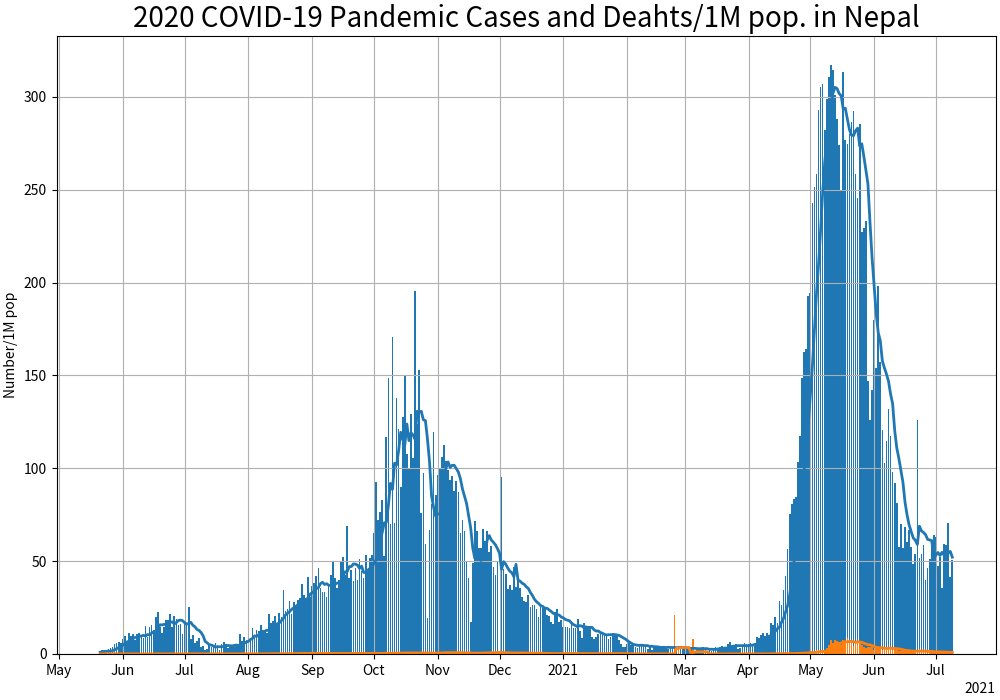 2020 COVID-19 Pandemic Cases and Deahts/1M pop. in Nepal
Number/1M pop
300
250
200
150
100
50
0
May Jun Jul Aug Sep Oct Nov Dec 2021 Feb Mar Apr May Jun Jul
2021